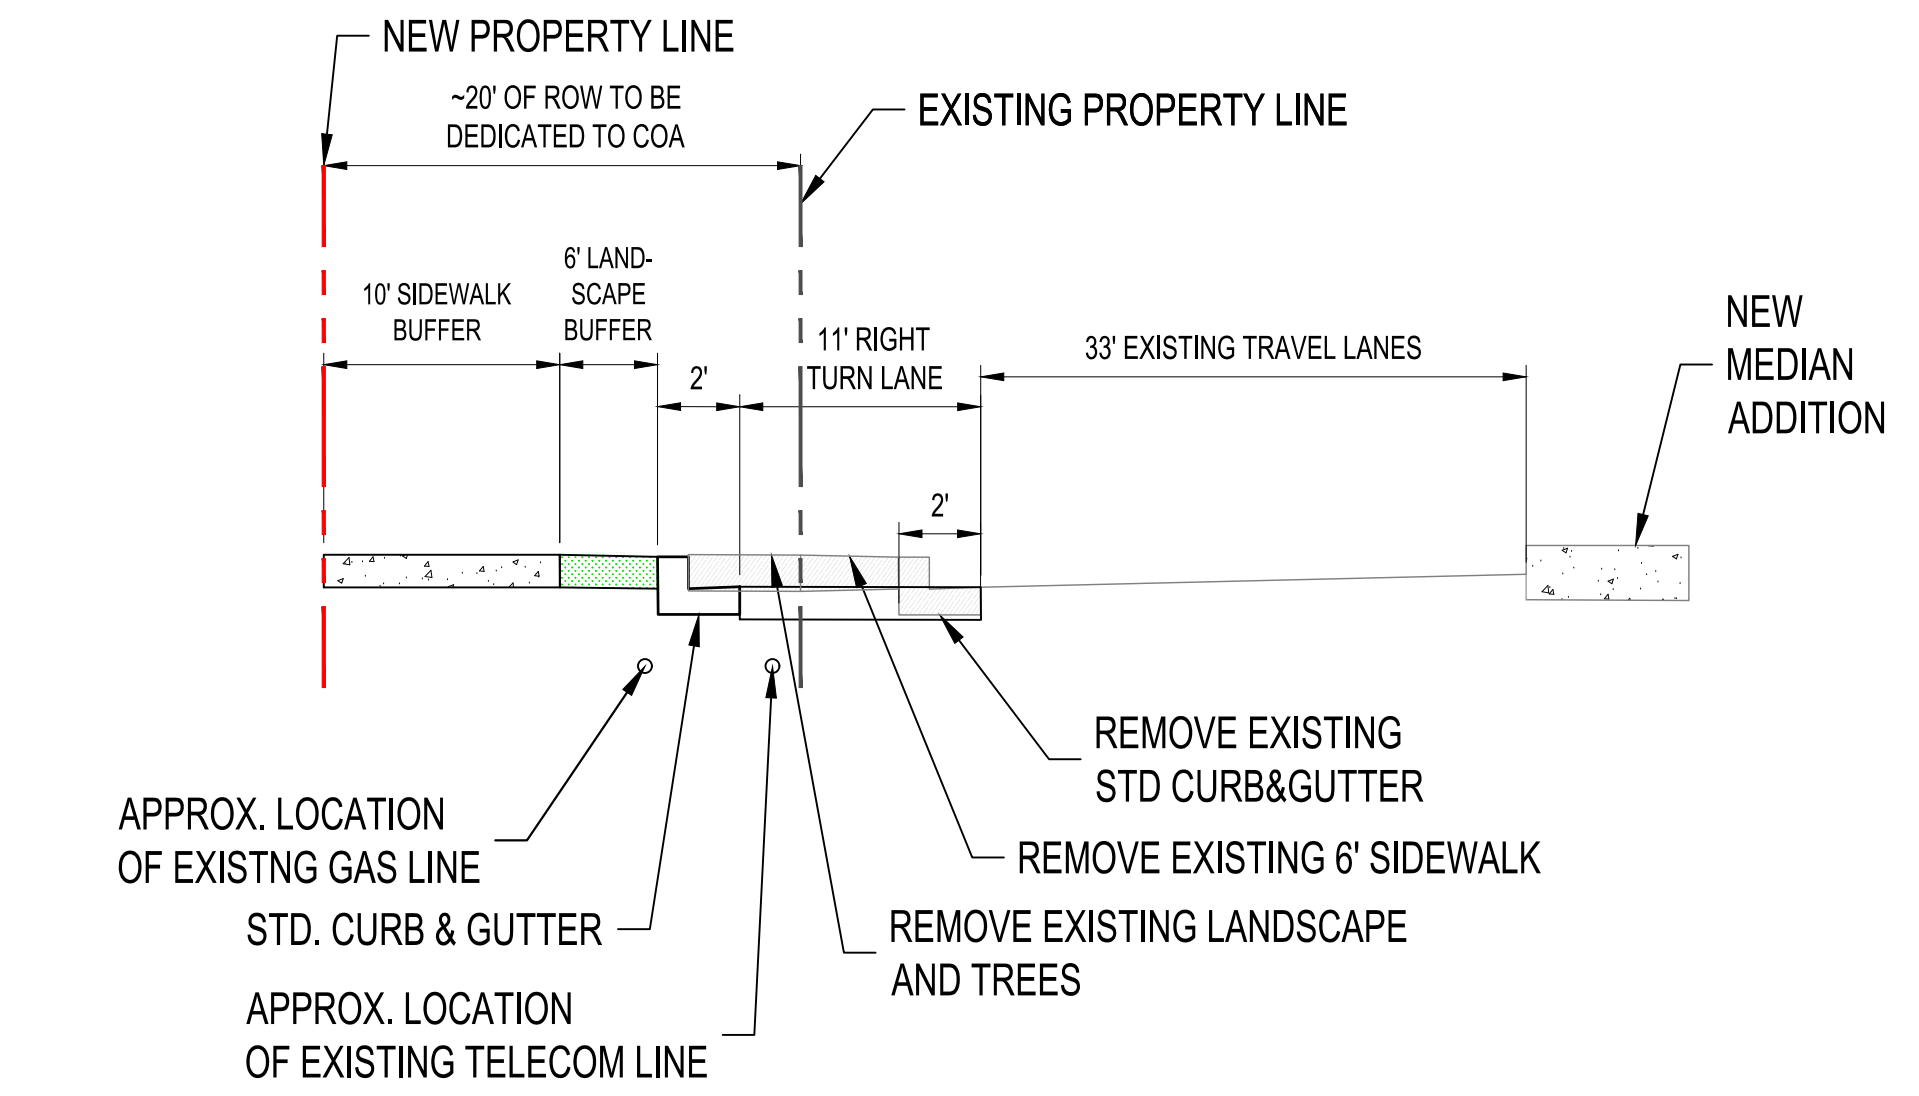 NEW PROPERTY LINE
~20' OF ROW TO BE
DEDICATED TO COA
EXISTING PROPERTY LINE
10' SIDEWALK
BUFFER
6' LAND-
SCAPE
BUFFER
2'
11' RIGHT
TURN LANE
33' EXISTING TRAVEL LANES
NEW
MEDIAN
ADDITION
2'
REMOVE EXISTING
STD CURB&GUTTER
APPROX. LOCATION
OF EXISTNG GAS LINE
REMOVE EXISTING 6' SIDEWALK
STD. CURB & GUTTER
REMOVE EXISTING LANDSCAPE
AND TREES
APPROX. LOCATION
OF EXISTING TELECOM LINE